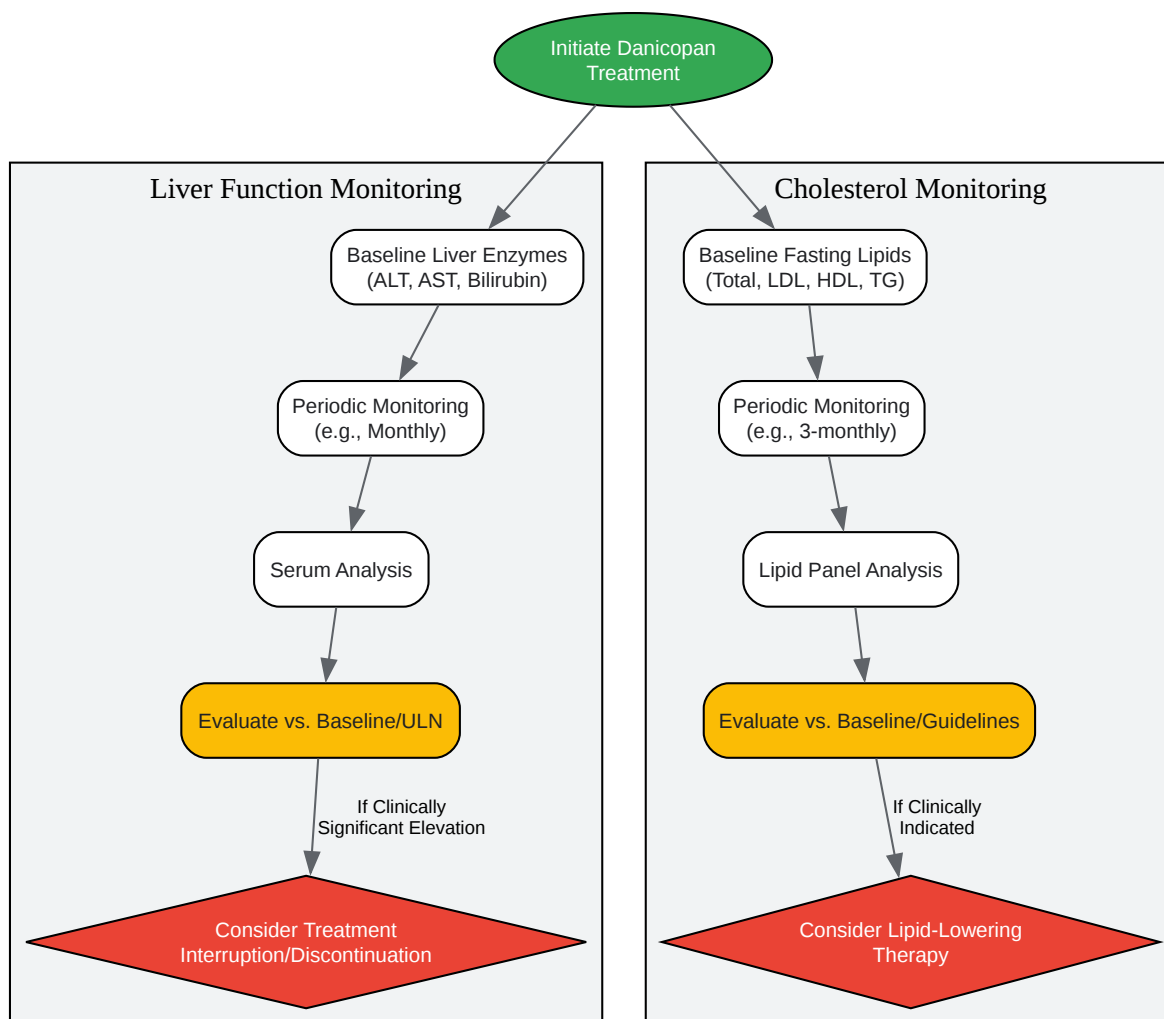 Initiate Danicopan
Treatment
Liver Function Monitoring
Baseline Liver Enzymes
(ALT, AST, Bilirubin)
Periodic Monitoring
(e.g., Monthly)
Serum Analysis
Evaluate vs. Baseline/ULN
If Clinically
Significant Elevation
Consider Treatment
Interruption/Discontinuation
Cholesterol Monitoring
Baseline Fasting Lipids
(Total, LDL, HDL, TG)
Periodic Monitoring
(e.g., 3-monthly)
Lipid Panel Analysis
Evaluate vs. Baseline/Guidelines
If Clinically
Indicated
Consider Lipid-Lowering
Therapy